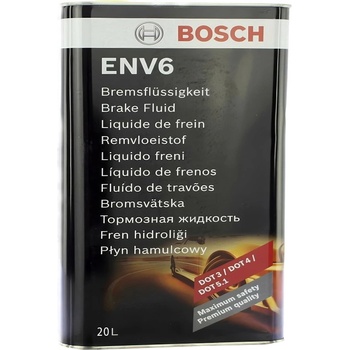 BOSCH
ENV6
Bremsflüssigkeit
Brake Fluid
Liquide de frein
Remvloeistof
Liquido freni
Líquido de frenos
Fluído de travões
Bromsvätska
Тормозная жидкость
Fren hidroliği
Płyn hamulcowy
DOT 3 / DOT 4 /
DOT 5.1
Maximum safety
Premium quality
20 L